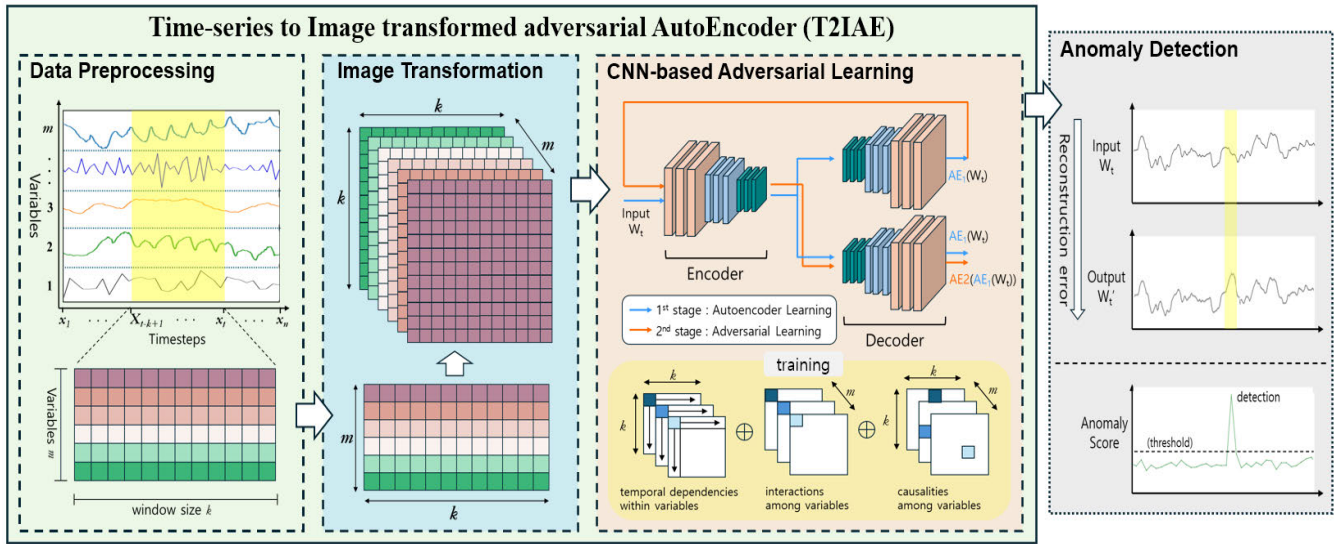 Time-series to Image transformed adversarial AutoEncoder (T2IAE)
Data Preprocessing
Variables
m
3
2
1
x1
Xt-k+1
xt
xn
Timesteps
Variables m
window size k
Image Transformation
k
m
k
m
k
CNN-based Adversarial Learning
Input
Wt
Encoder
AE1(Wt)
AE1(Wt)
AE2(AE1(Wt))
Decoder
1st stage : Autoencoder Learning
2nd stage : Adversarial Learning
training
k
k
temporal dependencies
within variables
m
interactions
among variables
k
k
m
causalities
among variables
Anomaly Detection
Reconstruction error
Input
Wt
Output
Wt'
Anomaly
Score
(threshold)
detection